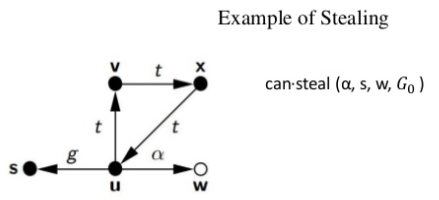 Example of Stealing
v t x
can·steal (α, s, w, G₀ )
t t
s g α
u w